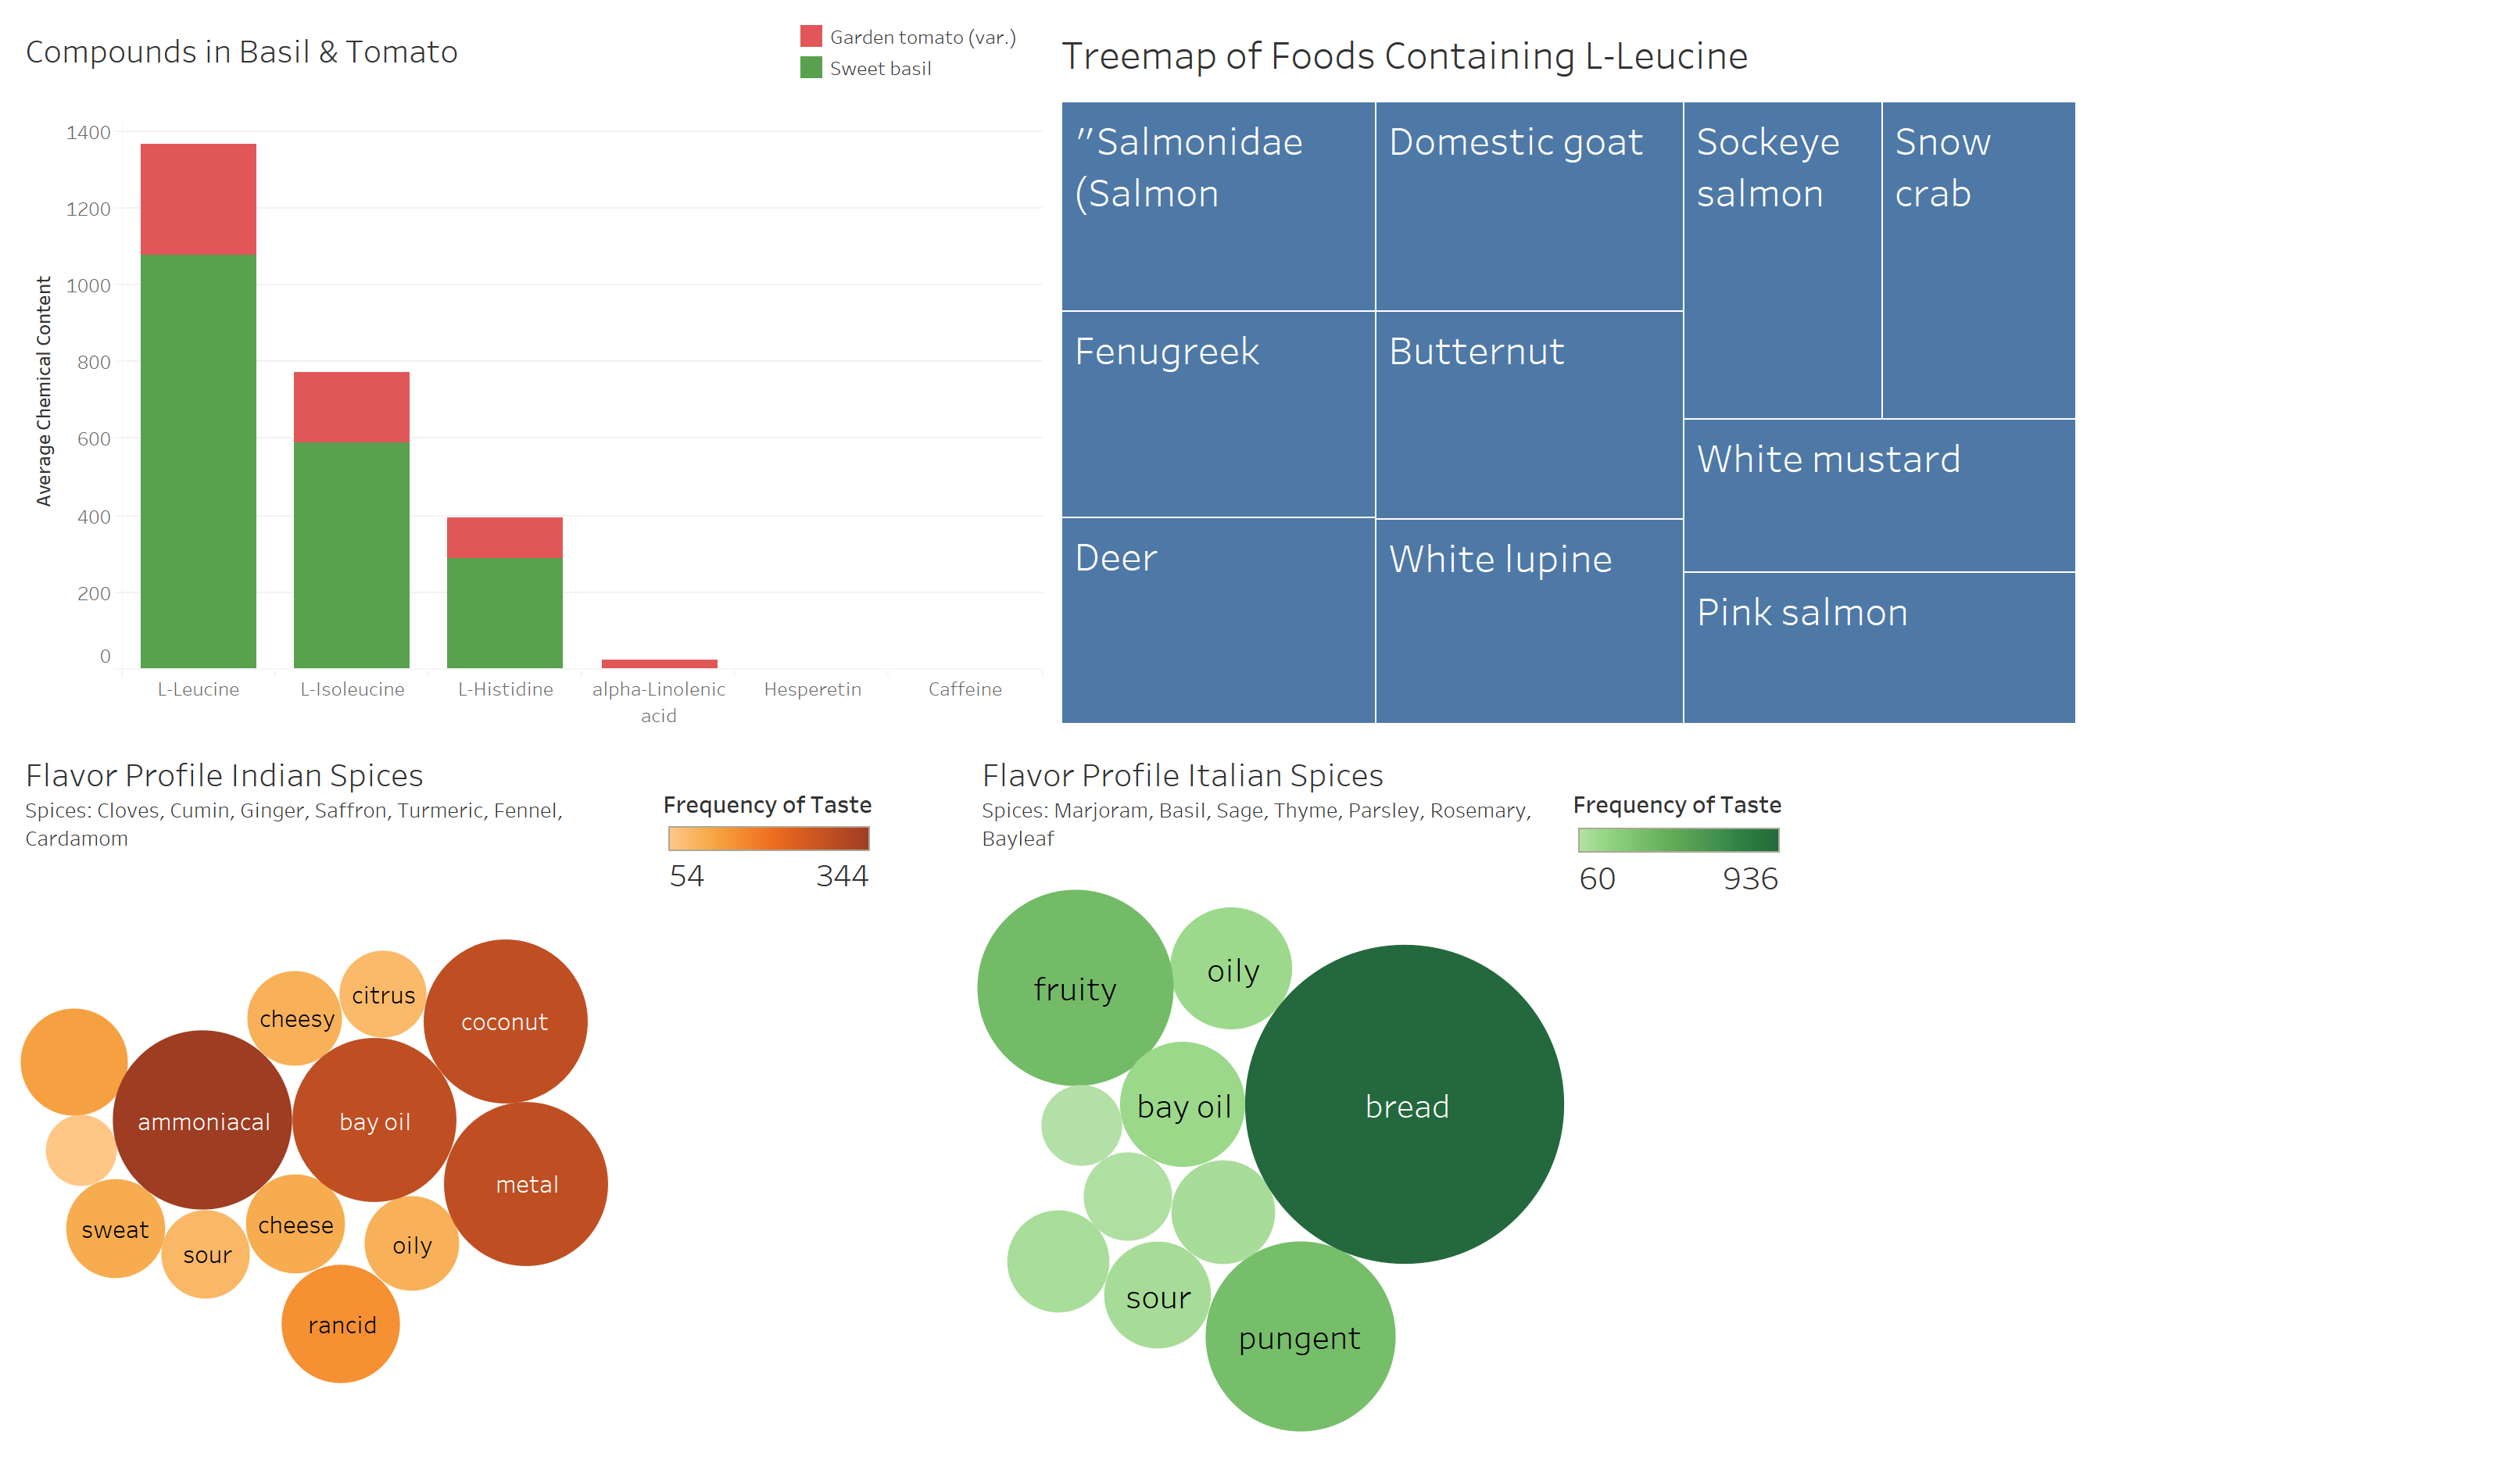 Compounds in Basil & Tomato
Garden tomato (var.)
Sweet basil
Average Chemical Content
1400
1200
1000
800
600
400
200
0
L-Leucine
L-Isoleucine
L-Histidine
alpha-Linolenic
acid
Hesperetin
Caffeine
Treemap of Foods Containing L-Leucine
"Salmonidae
(Salmon
Domestic goat
Sockeye
salmon
Snow
crab
Fenugreek
Butternut
White mustard
Deer
White lupine
Pink salmon
Flavor Profile Indian Spices
Spices: Cloves, Cumin, Ginger, Saffron, Turmeric, Fennel,
Cardamom
Frequency of Taste
54 344
citrus
cheesy
coconut
ammoniacal
bay oil
metal
sweat
sour
cheese
oily
rancid
Flavor Profile Italian Spices
Spices: Marjoram, Basil, Sage, Thyme, Parsley, Rosemary,
Bayleaf
Frequency of Taste
60 936
fruity
oily
bay oil
bread
sour
pungent